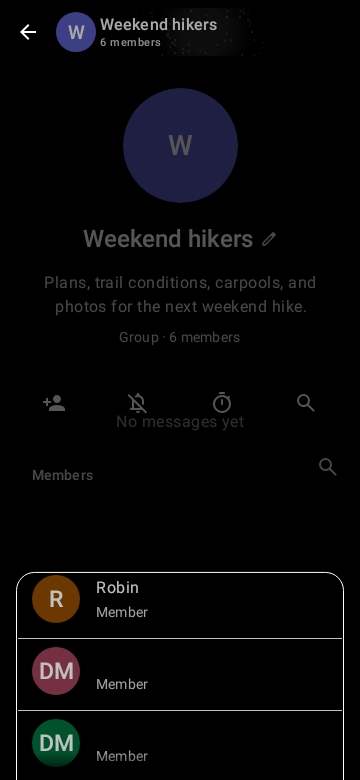 W
Weekend hikers
6 members
W
Weekend hikers
Plans, trail conditions, carpools, and
photos for the next weekend hike.
Group · 6 members
No messages yet
Members
R
Robin
Member
DM
Member
DM
Member